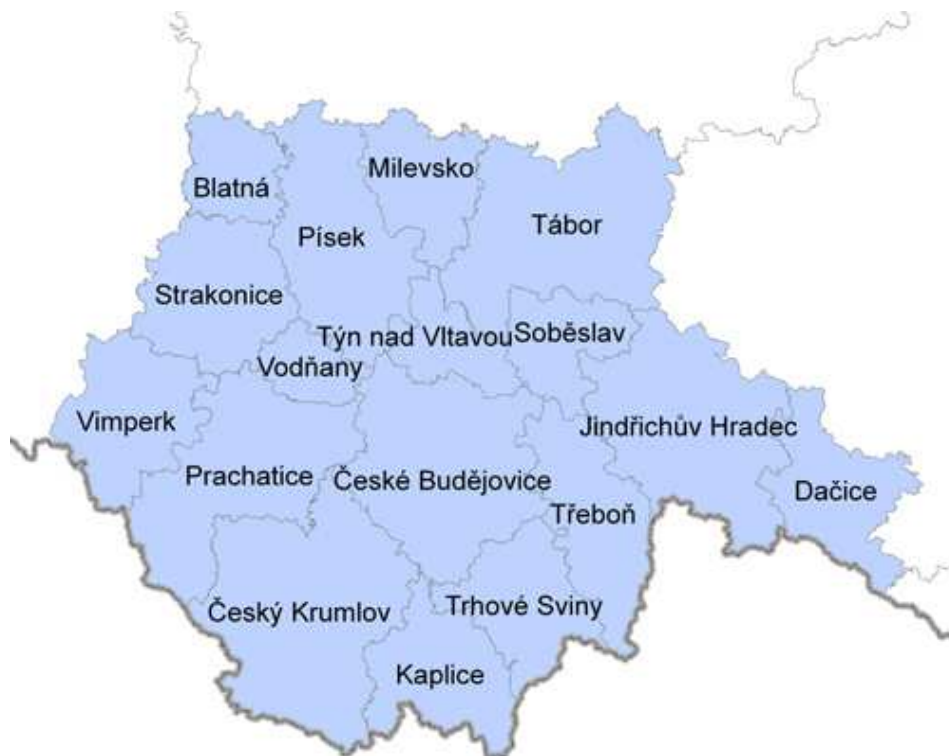 Milevsko
Blatná
Tábor
Písek
Strakonice
Týn nad Vltavou
Soběslav
Vodňany
Vimperk
Jindřichův Hradec
Prachatice
České Budějovice
Dačice
Třeboň
Český Krumlov
Trhové Sviny
Kaplice